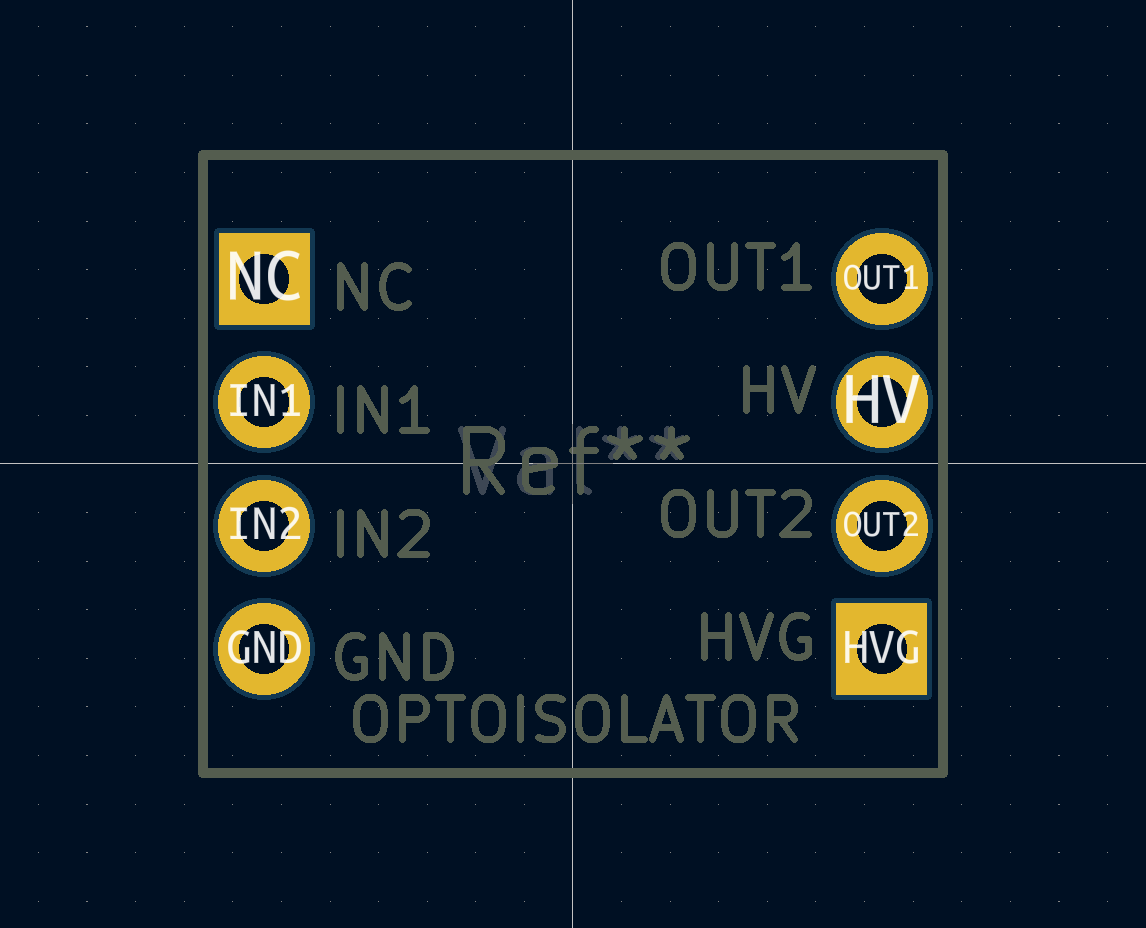 NC NC OUT1 OUT1
IN1 IN1 HV HV
Ref**
IN2 IN2 OUT2 OUT2
GND GND HVG HVG
OPTOISOLATOR